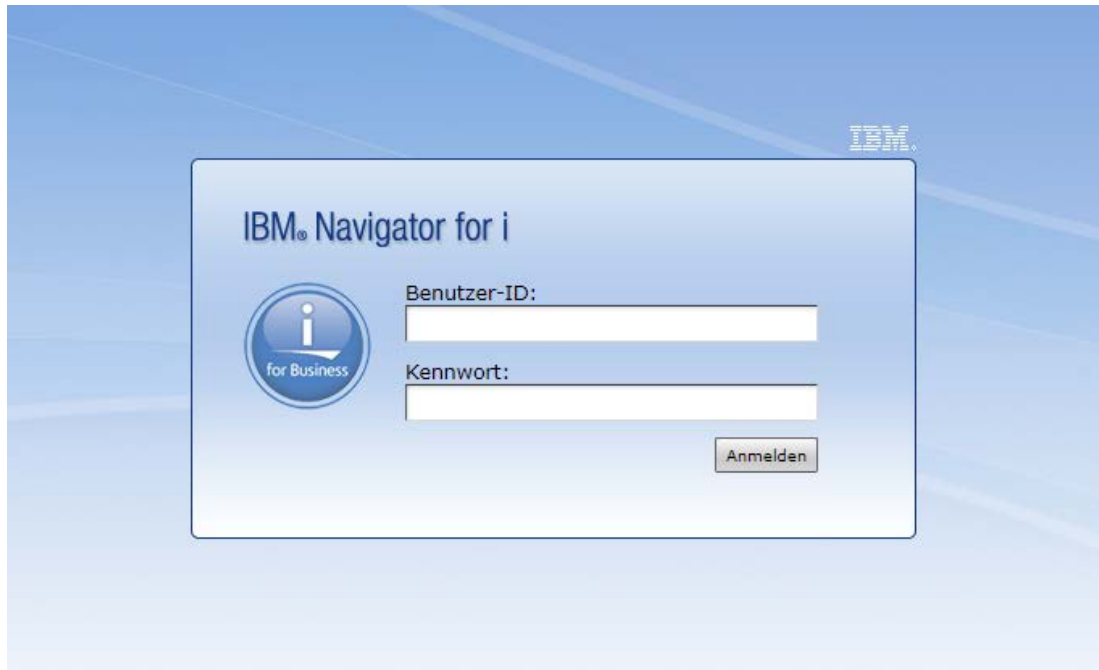 IBM®
IBM® Navigator for i
i
for Business
Benutzer-ID:
Kennwort:
Anmelden